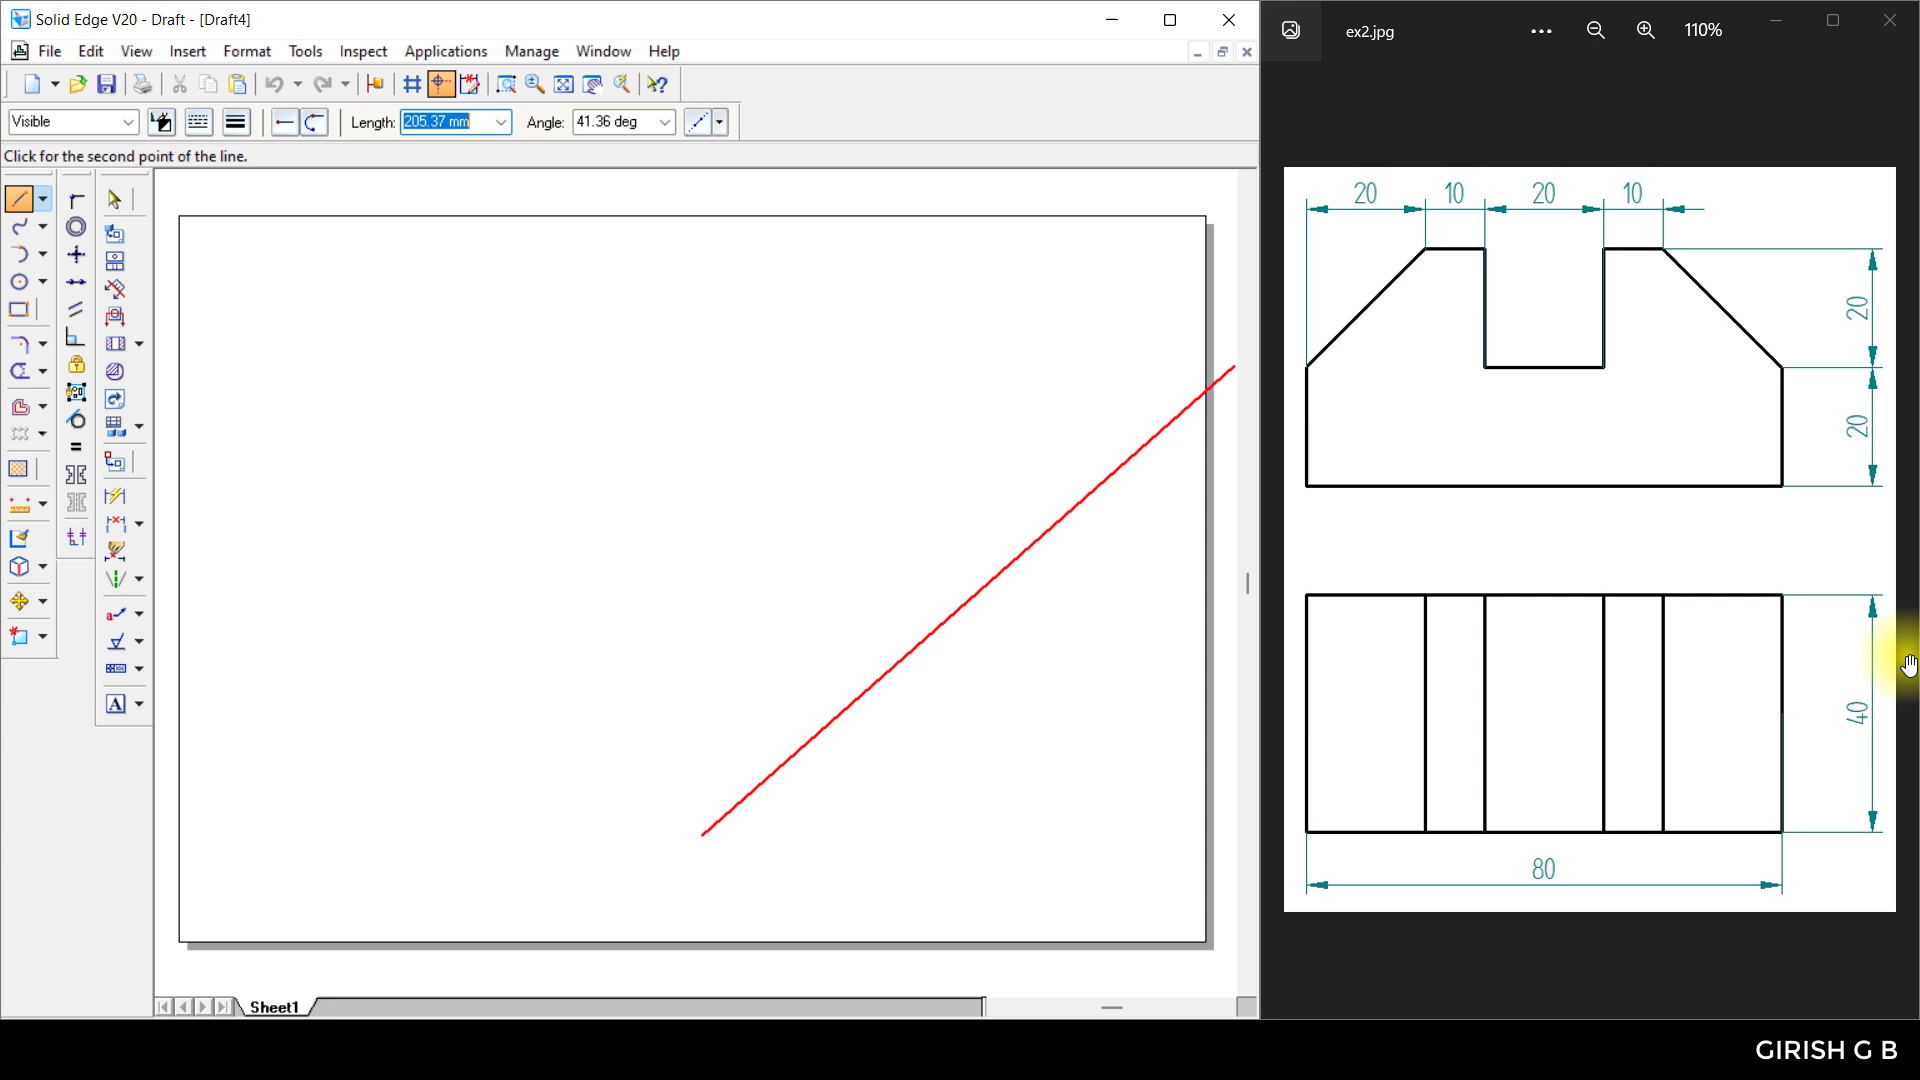 Solid Edge V20 - Draft - [Draft4]
File Edit View Insert Format Tools Inspect Applications Manage Window Help
Visible Length: 205.37 mm Angle: 41.36 deg
Click for the second point of the line.
A
Sheet1
ex2.jpg 110%
20 10 20 10
20
20
40
80
GIRISH G B